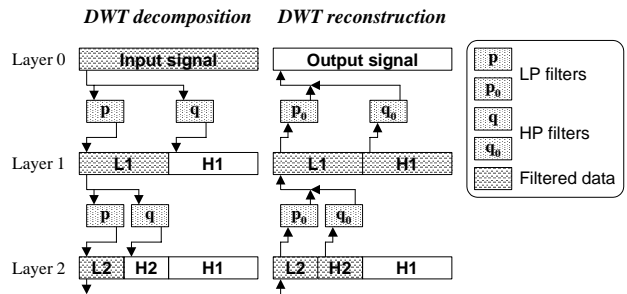 DWT decomposition DWT reconstruction
Layer 0 Input signal Output signal
p q p₀ q₀
Layer 1 L1 H1 L1 H1
p q p₀ q₀
Layer 2 L2 H2 H1 L2 H2 H1
p
p₀
LP filters
q
q₀
HP filters
Filtered data